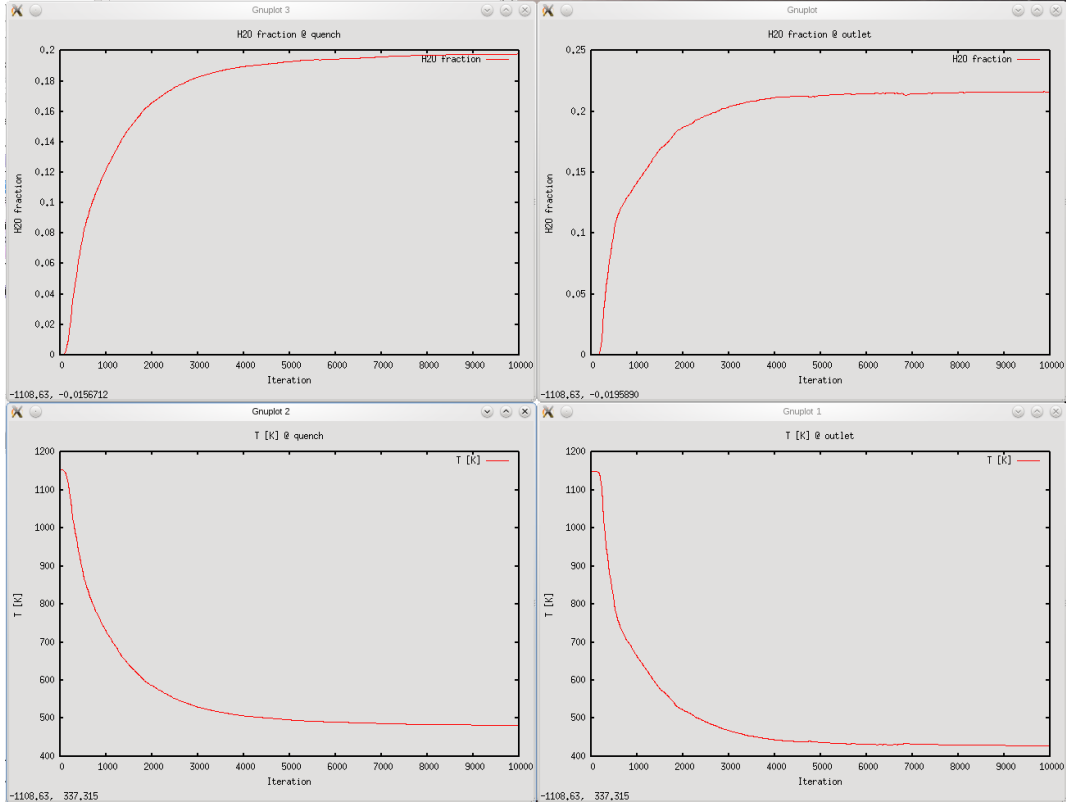 Gnuplot 3
H2O fraction @ quench
H2O fraction
0.2
0.18
0.16
0.14
0.12
0.1
0.08
0.06
0.04
0.02
0
H2O fraction
0 1000 2000 3000 4000 5000 6000 7000 8000 9000 10000
Iteration
-1108.63, -0.0156712
Gnuplot
H2O fraction @ outlet
H2O fraction
0.25
0.2
0.15
0.1
0.05
0
H2O fraction
0 1000 2000 3000 4000 5000 6000 7000 8000 9000 10000
Iteration
-1108.63, -0.0195890
Gnuplot 2
T [K] @ quench
T [K]
1200
1100
1000
900
800
700
600
500
400
T [K]
0 1000 2000 3000 4000 5000 6000 7000 8000 9000 10000
Iteration
-1108.63, 337.315
Gnuplot 1
T [K] @ outlet
T [K]
1200
1100
1000
900
800
700
600
500
400
T [K]
0 1000 2000 3000 4000 5000 6000 7000 8000 9000 10000
Iteration
-1108.63, 337.315